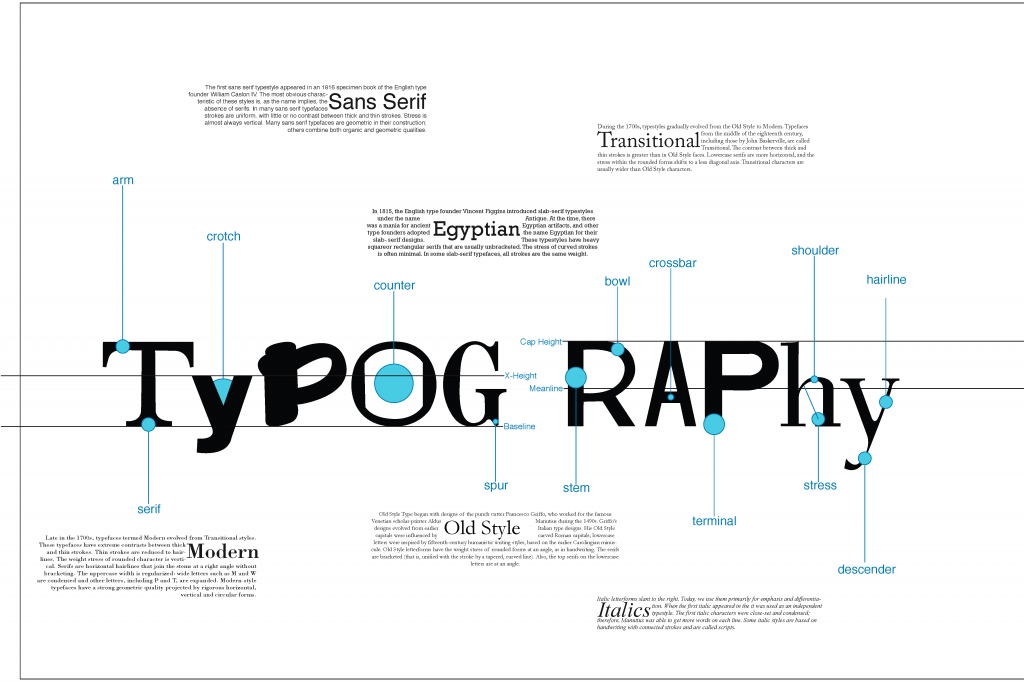 The first sans serif typestyle appeared in an 1816 specimen book of the English type
founder William Caslon IV. The most obvious charac-
teristic of these styles is, as the name implies, the
absence of serifs. In many sans serif typefaces
Sans Serif
strokes are uniform, with little or no contrast between thick and thin strokes. Stress is
almost always vertical. Many sans serif typefaces are geometric in their construction;
others combine both organic and geometric qualities.
During the 1700s, typestyles gradually evolved from the Old Style to Modern. Typefaces
Transitional
from the middle of the eighteenth century,
including those by John Baskerville, are called
Transitional. The contrast between thick and
thin strokes is greater than in Old Style faces. Lowercase serifs are more horizontal, and the
stress within the rounded forms shifts to a less diagonal axis. Transitional characters are
usually wider than Old Style characters.
arm
In 1815, the English type founder Vincent Figgins introduced slab-serif typestyles
under the name Antique. At the time, there
was a mania for ancient Egyptian artifacts, and other
type founders adopted the name Egyptian for their
slab- serif designs. These typestyles have heavy
Egyptian
squareor rectangular serifs that are usually unbracketed. The stress of curved strokes
is often minimal. In some slab-serif typefaces, all strokes are the same weight.
crotch
shoulder
crossbar
hairline
bowl
counter
Cap Height
TyPOG RAPhy
X-Height
Meanline
Baseline
spur
stem
stress
serif
terminal
descender
Old Style Type began with designs of the punch cutter Francesco Griffo, who worked for the famous
Venetian scholar-printer Aldus Manutius during the 1490s. Griffo's
designs evolved from earlier Italian type designs. His Old Style
capitals were influenced by carved Roman capitals, lowercase
Old Style
letters were inspired by fifteenth-century humanistic writing styles, based on the earlier Carolingian minus-
cule. Old Style letterforms have the weight stress of rounded forms at an angle, as in handwriting. The serifs
are bracketed (that is, unified with the stroke by a tapered, curved line). Also, the top serifs on the lowercase
letters are at an angle.
Late in the 1700s, typefaces termed Modern evolved from Transitional styles.
These typefaces have extreme contrasts between thick
and thin strokes. Thin strokes are reduced to hair-
Modern
lines. The weight stress of rounded characters is verti-
cal. Serifs are horizontal hairlines that join the stems at a right angle without
bracketing. The uppercase width is regularized; wide letters such as M and W
are condensed and other letters, including P and T, are expanded. Modern-style
typefaces have a strong geometric quality projected by rigorous horizontal,
vertical and circular forms.
Italic letterforms slant to the right. Today, we use them primarily for emphasis and differentia-
Italics
tion. When the first italic appeared in the it was used as an independent
typestyle. The first italic characters were close-set and condensed;
therefore, Manutius was able to get more words on each line. Some italic styles are based on
handwriting with connected strokes and are called scripts.